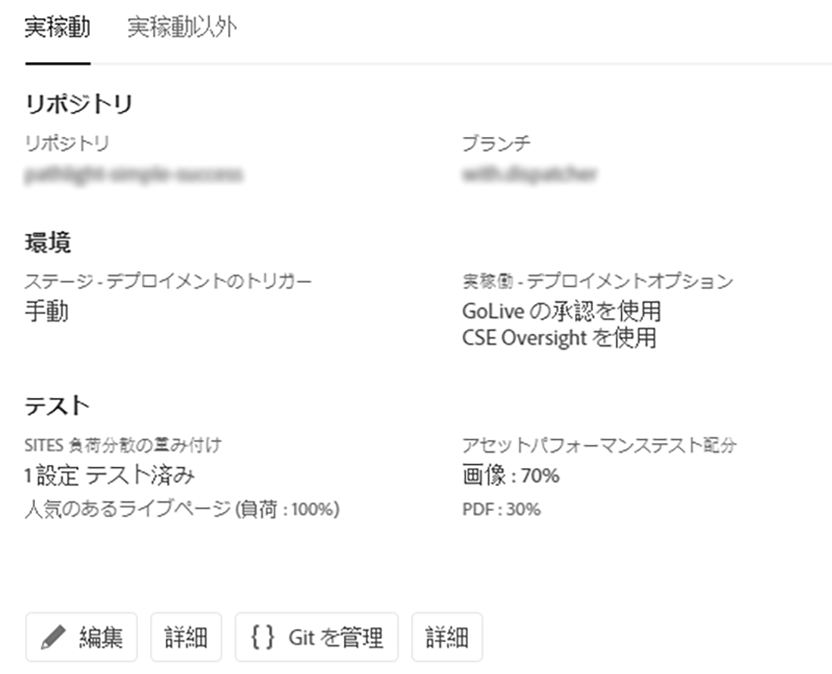 実稼動 実稼動以外
リポジトリ
リポジトリ ブランチ
環境
ステージ - デプロイメントのトリガー 実稼働 - デプロイメントオプション
手動 GoLive の承認を使用
CSE Oversight を使用
テスト
SITES 負荷分散の重み付け アセットパフォーマンステスト配分
1 設定 テスト済み 画像 : 70%
人気のあるライブページ (負荷 : 100%) PDF : 30%
編集 詳細 {} Git を管理 詳細